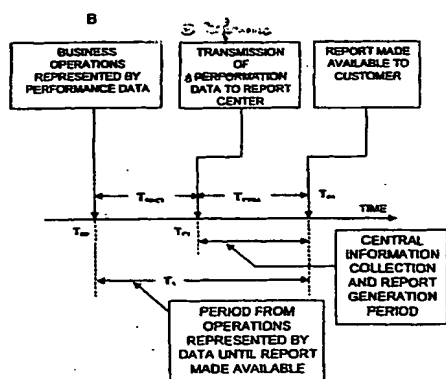 B
BUSINESS
OPERATIONS
REPRESENTED BY
PERFORMANCE DATA
TRANSMISSION
OF
PERFORMATION
DATA TO REPORT
CENTER
REPORT MADE
AVAILABLE TO
CUSTOMER
TIME
CENTRAL
INFORMATION
COLLECTION
AND REPORT
GENERATION
PERIOD
PERIOD FROM
OPERATIONS
REPRESENTED BY
DATA UNTIL REPORT
MADE AVAILABLE